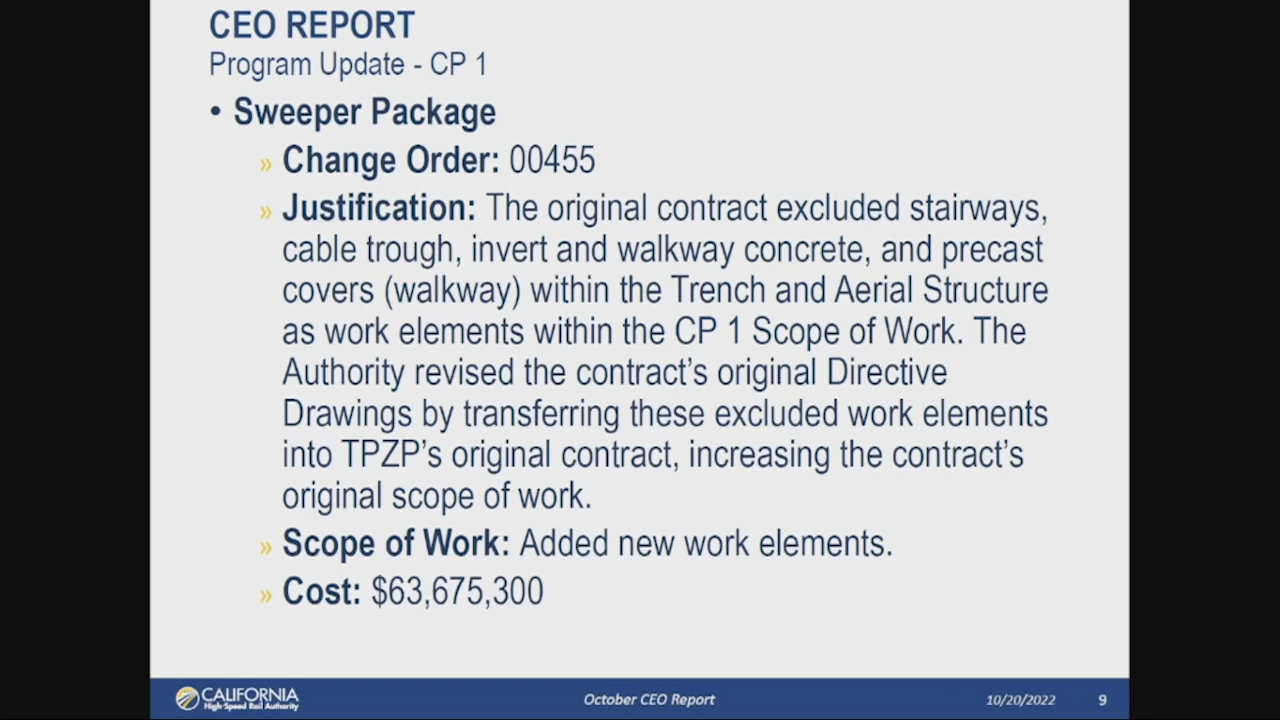 CEO REPORT
Program Update - CP 1
• Sweeper Package
» Change Order: 00455
» Justification: The original contract excluded stairways,
cable trough, invert and walkway concrete, and precast
covers (walkway) within the Trench and Aerial Structure
as work elements within the CP 1 Scope of Work. The
Authority revised the contract’s original Directive
Drawings by transferring these excluded work elements
into TPZP’s original contract, increasing the contract’s
original scope of work.
» Scope of Work: Added new work elements.
» Cost: $63,675,300
CALIFORNIA
High-Speed Rail Authority
October CEO Report
10/20/2022
9